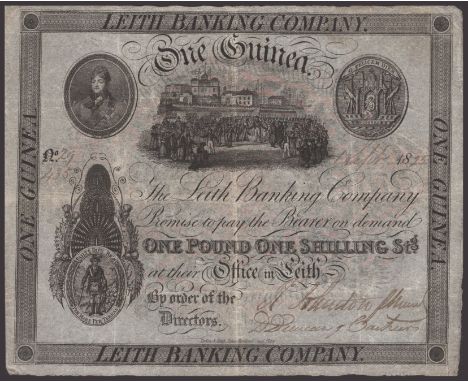 LEITH BANKING COMPANY.
One Guinea.
ONE GUINEA
ONE GUINEA
No. 29
18
The Leith Banking Company
Promise to pay the Bearer on demand
ONE POUND ONE SHILLING Stg
at their Office in Leith
By order of the
Directors.
LEITH BANKING COMPANY.